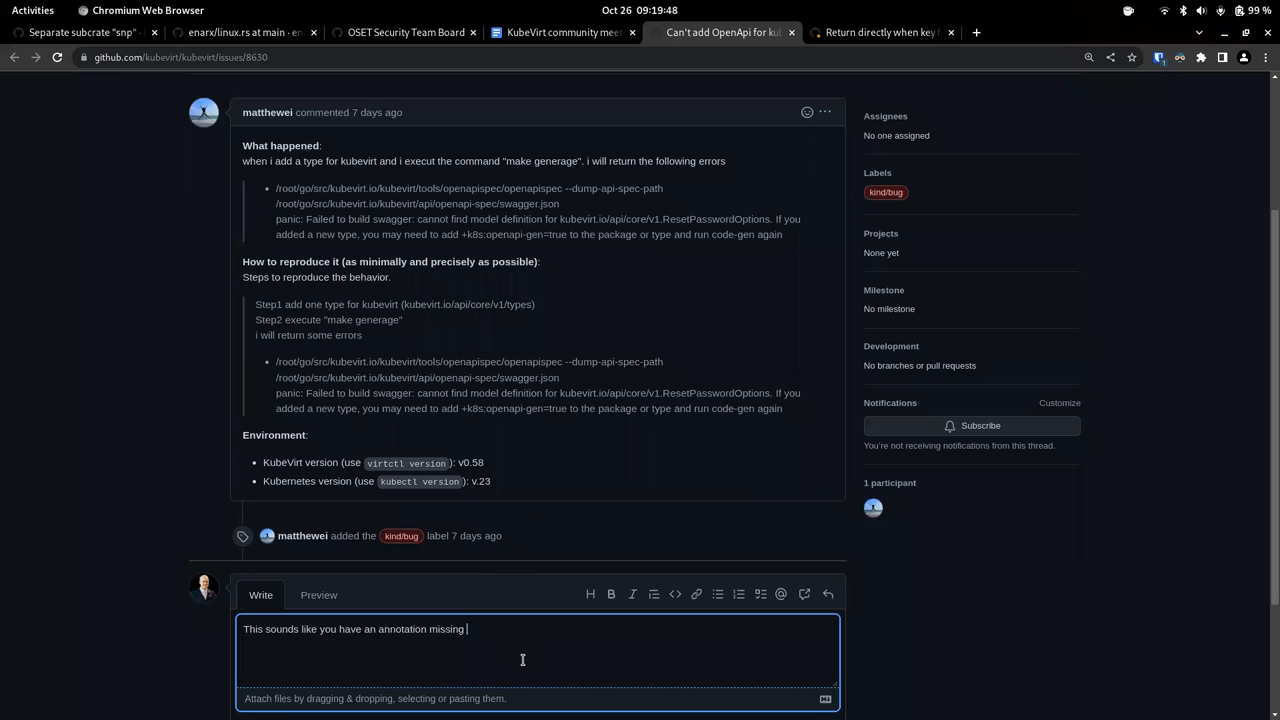 Activities
Chromium Web Browser
Oct 26 09:19:48
99 %
Separate subcrate "snp" ·
enarx/linux.rs at main · en
OSET Security Team Board
KubeVirt community mee
Can't add OpenApi for ku
Return directly when key
github.com/kubevirt/kubevirt/issues/8630
matthewei commented 7 days ago
What happened:
when i add a type for kubevirt and i execute the command "make generage". i will return the following errors
/root/go/src/kubevirt.io/kubevirt/tools/openapispec/openapispec --dump-api-spec-path
/root/go/src/kubevirt.io/kubevirt/api/openapi-spec/swagger.json
panic: Failed to build swagger: cannot find model definition for kubevirt.io/api/core/v1.ResetPasswordOptions. If you
added a new type, you may need to add +k8s:openapi-gen=true to the package or type and run code-gen again
How to reproduce it (as minimally and precisely as possible):
Steps to reproduce the behavior.
Step1 add one type for kubevirt (kubevirt.io/api/core/v1/types)
Step2 execute "make generage"
i will return some errors
/root/go/src/kubevirt.io/kubevirt/tools/openapispec/openapispec --dump-api-spec-path
/root/go/src/kubevirt.io/kubevirt/api/openapi-spec/swagger.json
panic: Failed to build swagger: cannot find model definition for kubevirt.io/api/core/v1.ResetPasswordOptions. If you
added a new type, you may need to add +k8s:openapi-gen=true to the package or type and run code-gen again
Environment:
KubeVirt version (use virtctl version): v0.58
Kubernetes version (use kubectl version): v.23
matthewei added the kind/bug label 7 days ago
Write
Preview
This sounds like you have an annotation missing
Attach files by dragging & dropping, selecting or pasting them.
Assignees
No one assigned
Labels
kind/bug
Projects
None yet
Milestone
No milestone
Development
No branches or pull requests
Notifications
Customize
Subscribe
You're not receiving notifications from this thread.
1 participant